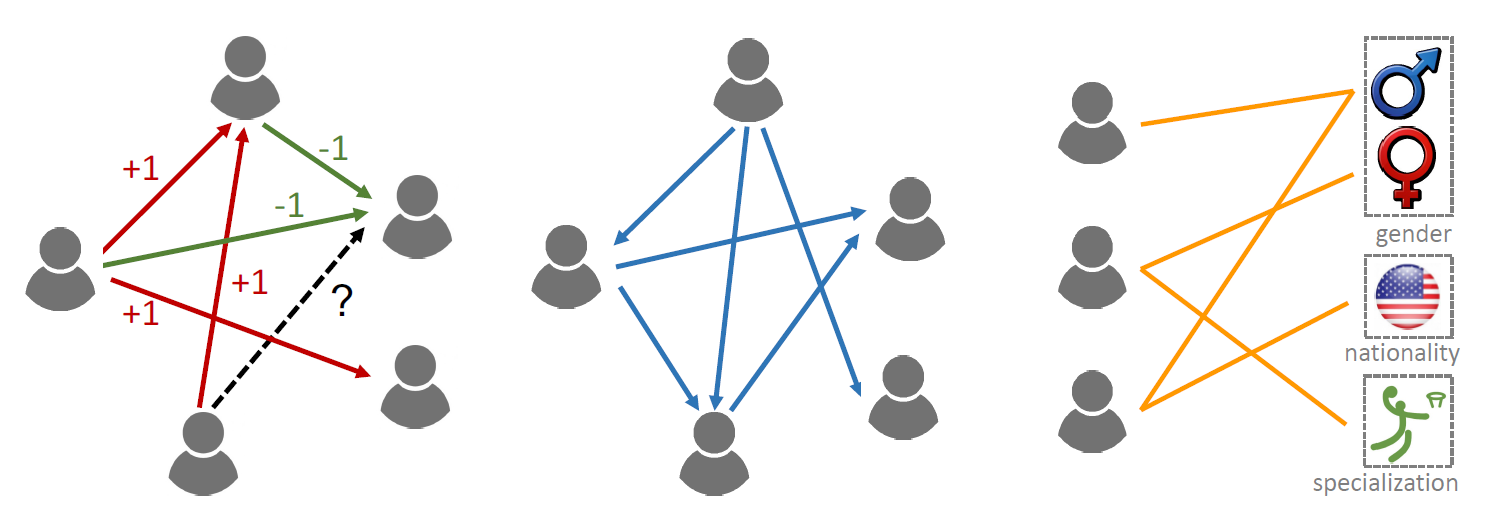 +1
-1
-1
+1
+1
?
gender
nationality
specialization